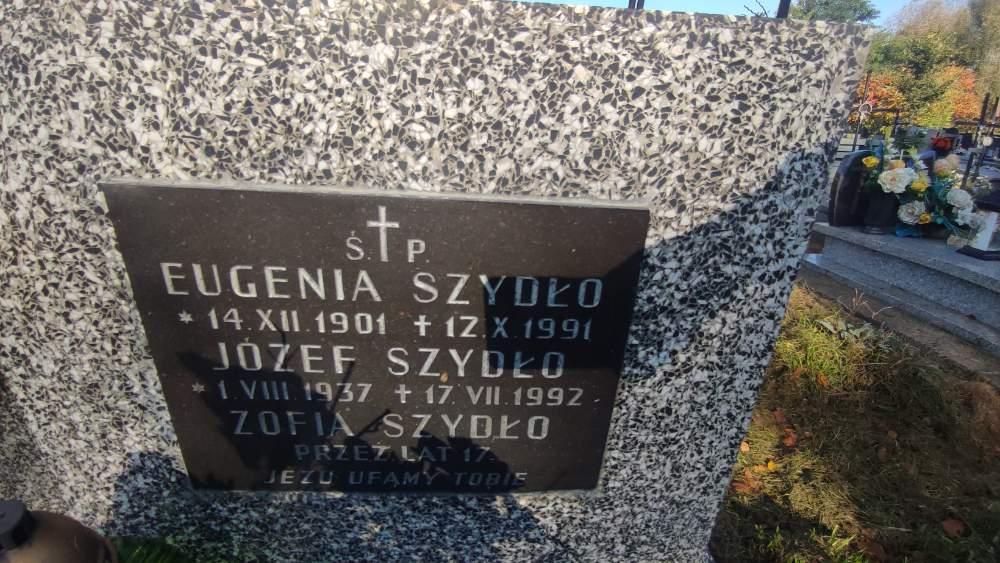 Ś. P.
EUGENIA SZYDŁO
* 14.XII.1901 + 12.X.1991
JÓZEF SZYDŁO
* 1.VIII.1937 + 17.VII.1992
ZOFIA SZYDŁO
PRZEŻ. LAT 17
JEZU UFAMY TOBIE